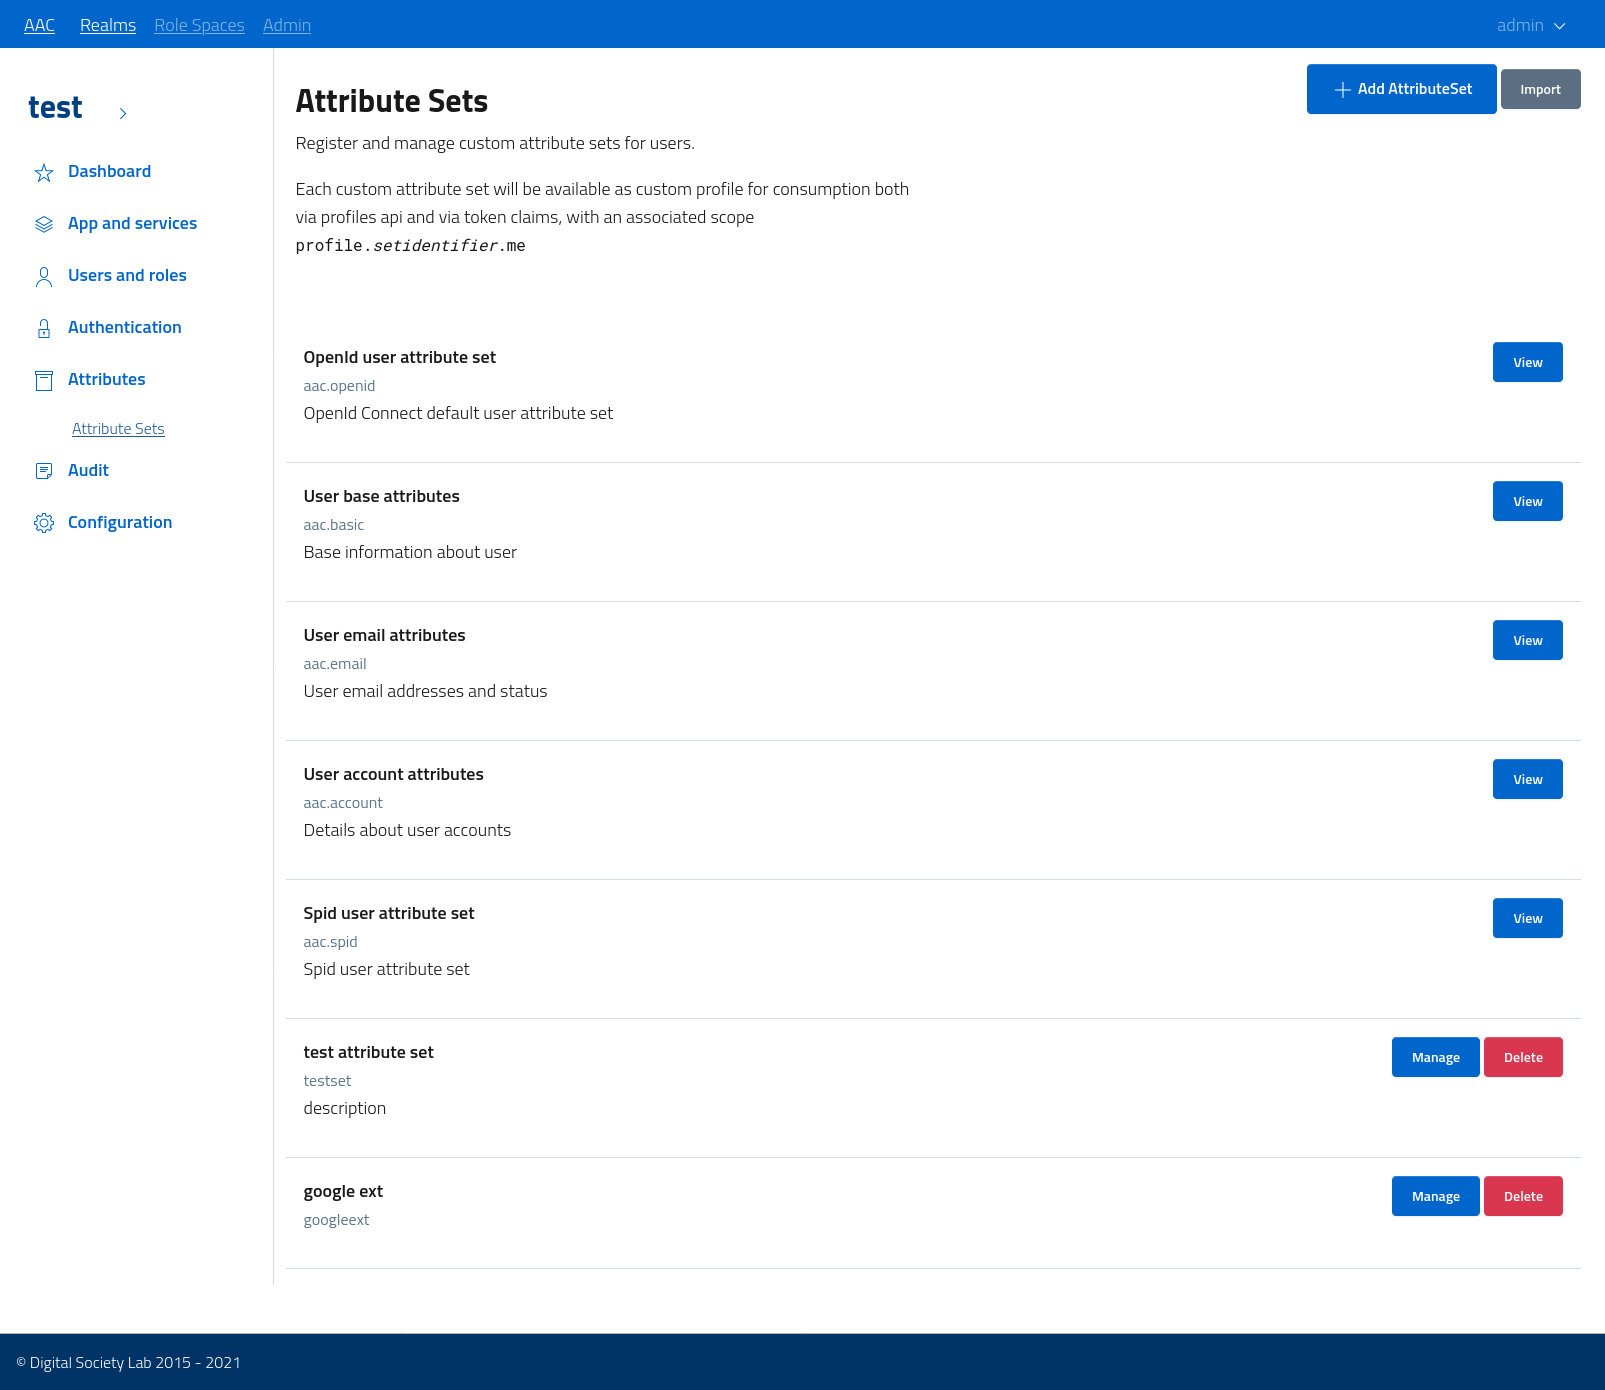 AAC Realms Role Spaces Admin admin
test
Dashboard
App and services
Users and roles
Authentication
Attributes
Attribute Sets
Audit
Configuration
Attribute Sets
Add AttributeSet Import
Register and manage custom attribute sets for users.
Each custom attribute set will be available as custom profile for consumption both
via profiles api and via token claims, with an associated scope
profile.setidentifier.me
OpenId user attribute set
View
aac.openid
OpenId Connect default user attribute set
User base attributes
View
aac.basic
Base information about user
User email attributes
View
aac.email
User email addresses and status
User account attributes
View
aac.account
Details about user accounts
Spid user attribute set
View
aac.spid
Spid user attribute set
test attribute set
Manage Delete
testset
description
google ext
Manage Delete
googleext
© Digital Society Lab 2015 - 2021